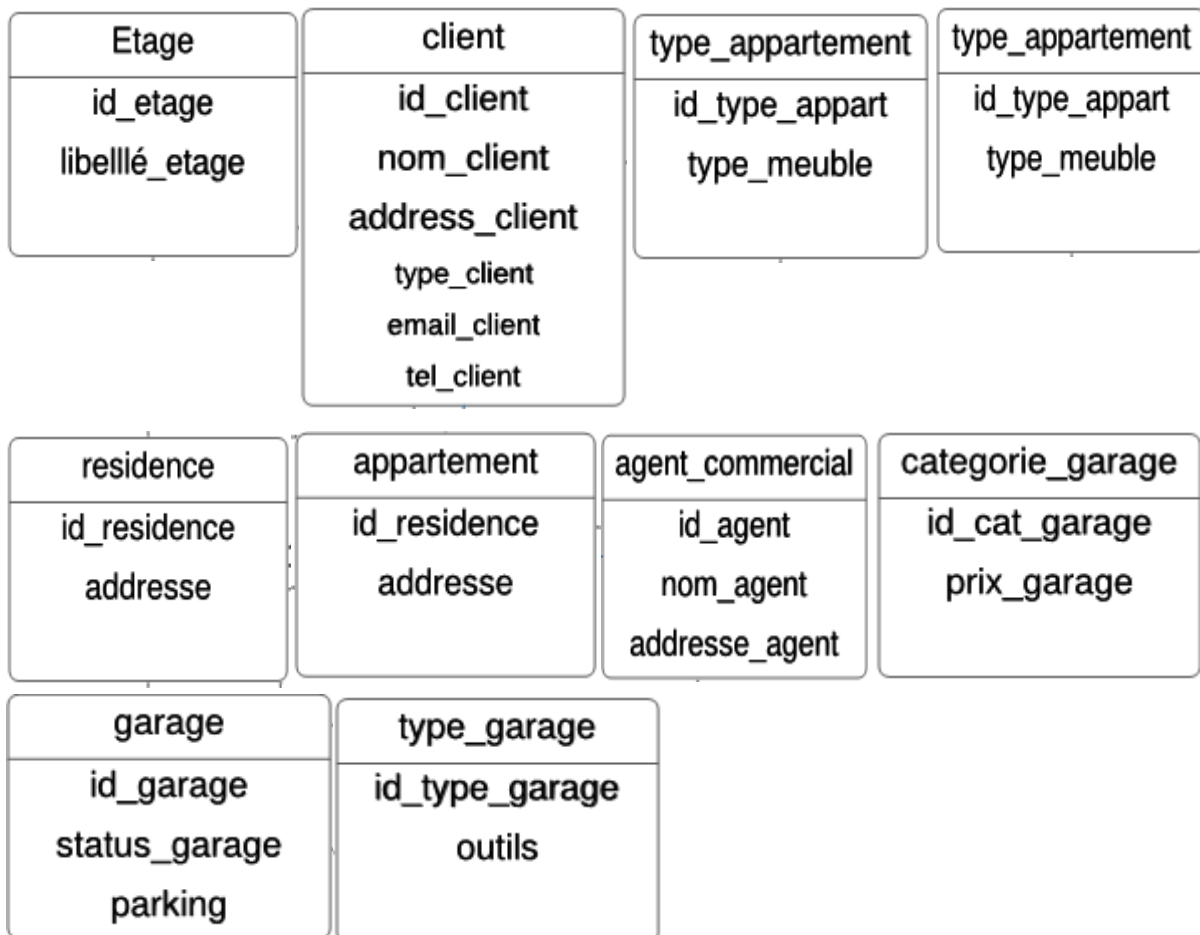 Etage
id_etage
libelllé_etage
client
id_client
nom_client
address_client
type_client
email_client
tel_client
type_appartement
id_type_appart
type_meuble
type_appartement
id_type_appart
type_meuble
residence
id_residence
addresse
appartement
id_residence
addresse
agent_commercial
id_agent
nom_agent
addresse_agent
categorie_garage
id_cat_garage
prix_garage
garage
id_garage
status_garage
parking
type_garage
id_type_garage
outils